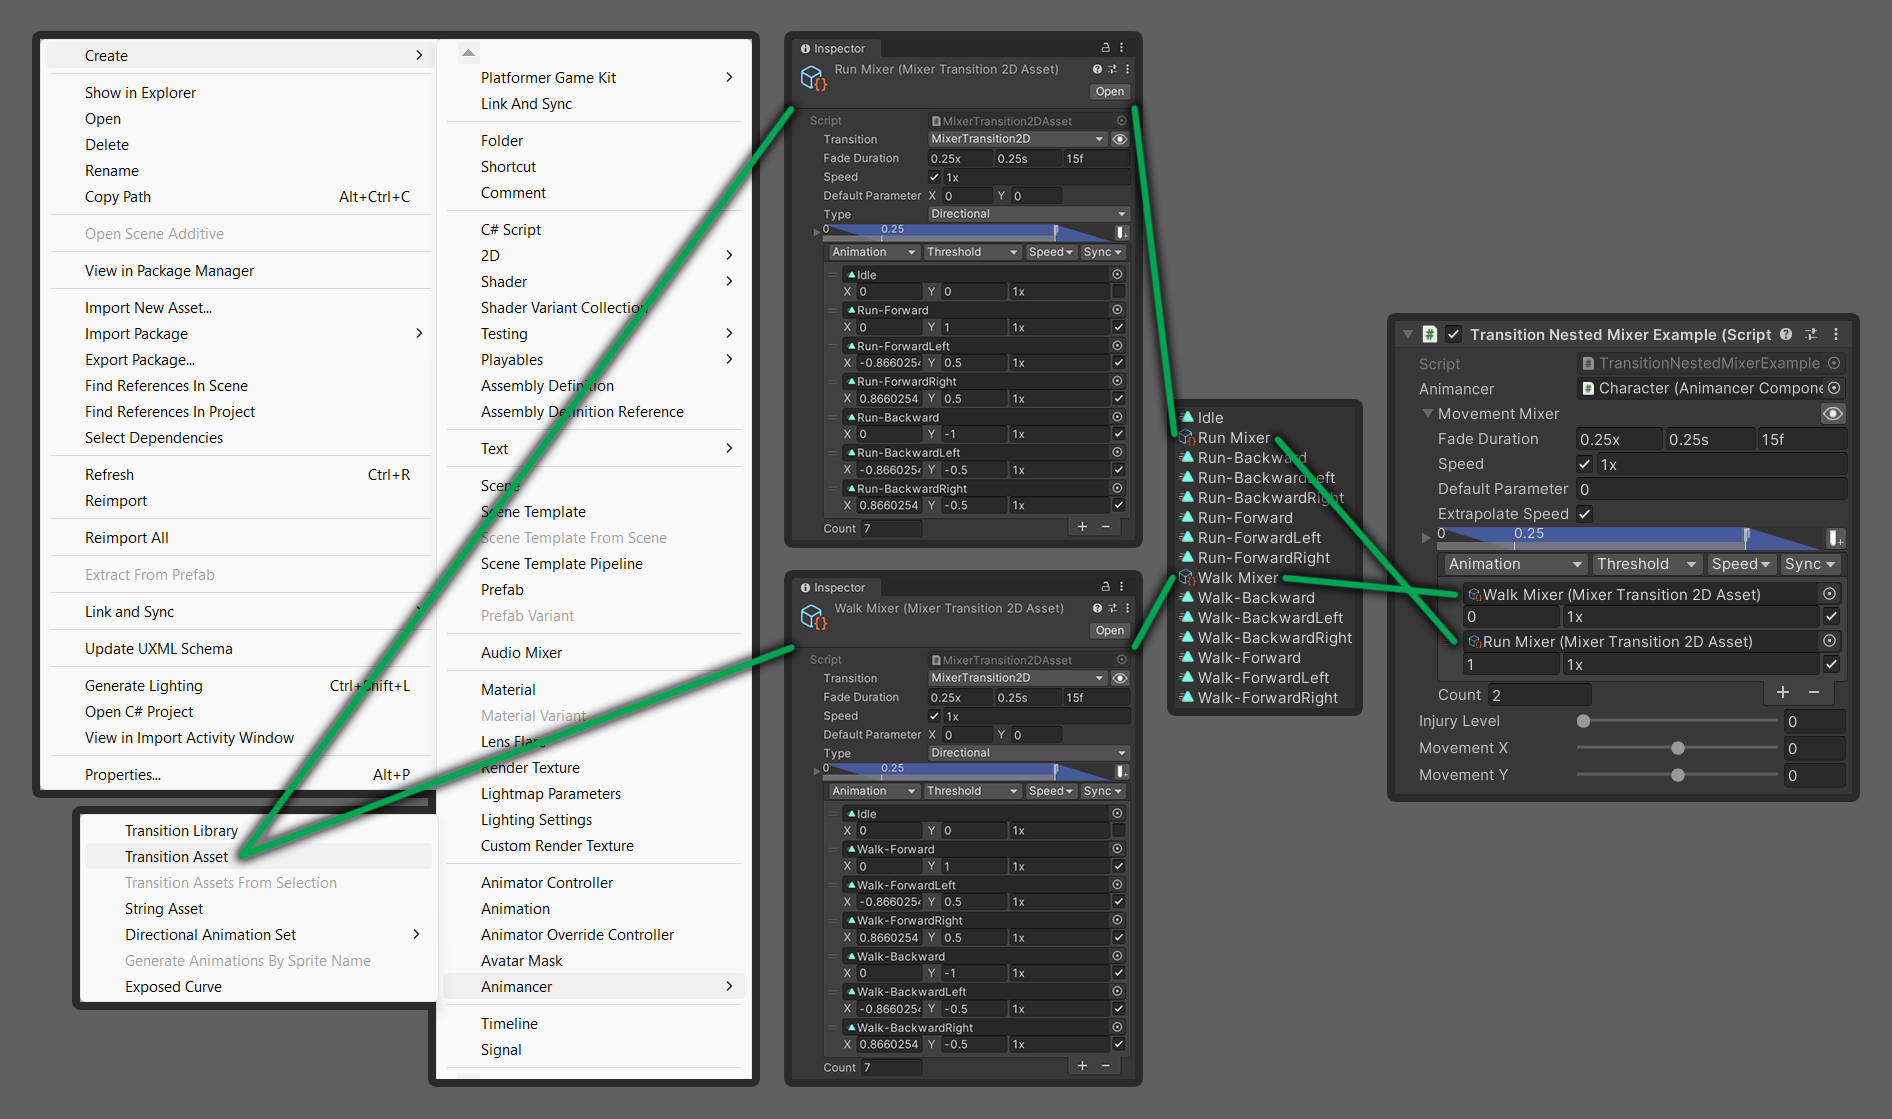 Create
Show in Explorer
Open
Delete
Rename
Copy Path Alt+Ctrl+C
Open Scene Additive
View in Package Manager
Import New Asset...
Import Package
Export Package...
Find References In Scene
Find References In Project
Select Dependencies
Refresh Ctrl+R
Reimport
Reimport All
Extract From Prefab
Link and Sync
Update UXML Schema
Generate Lighting Ctrl+Shift+L
Open C# Project
View in Import Activity Window
Properties... Alt+P
Transition Library
Transition Asset
Transition Assets From Selection
String Asset
Directional Animation Set
Generate Animations By Sprite Name
Exposed Curve
Platformer Game Kit
Link And Sync
Folder
Shortcut
Comment
C# Script
2D
Shader
Shader Variant Collection
Testing
Playables
Assembly Definition
Assembly Definition Reference
Text
Scene
Scene Template
Scene Template From Scene
Scene Template Pipeline
Prefab
Prefab Variant
Audio Mixer
Material
Material Variant
Lens Flare
Render Texture
Lightmap Parameters
Lighting Settings
Custom Render Texture
Animator Controller
Animation
Animator Override Controller
Avatar Mask
Animancer
Timeline
Signal
Inspector
Run Mixer (Mixer Transition 2D Asset)
Open
Script MixerTransition2DAsset
Transition MixerTransition2D
Fade Duration 0.25x 0.25s 15f
Speed 1x
Default Parameter X 0 Y 0
Type Directional
0 0.25
Animation Threshold Speed Sync
Idle
X 0 Y 0 1x
Run-Forward
X 0 Y 1 1x
Run-ForwardLeft
X -0.8660254 Y 0.5 1x
Run-ForwardRight
X 0.8660254 Y 0.5 1x
Run-Backward
X 0 Y -1 1x
Run-BackwardLeft
X -0.8660254 Y -0.5 1x
Run-BackwardRight
X 0.8660254 Y -0.5 1x
Count 7 + −
Inspector
Walk Mixer (Mixer Transition 2D Asset)
Open
Script MixerTransition2DAsset
Transition MixerTransition2D
Fade Duration 0.25x 0.25s 15f
Speed 1x
Default Parameter X 0 Y 0
Type Directional
0 0.25
Animation Threshold Speed Sync
Idle
X 0 Y 0 1x
Walk-Forward
X 0 Y 1 1x
Walk-ForwardLeft
X -0.8660254 Y 0.5 1x
Walk-ForwardRight
X 0.8660254 Y 0.5 1x
Walk-Backward
X 0 Y -1 1x
Walk-BackwardLeft
X -0.8660254 Y -0.5 1x
Walk-BackwardRight
X 0.8660254 Y -0.5 1x
Count 7 + −
Idle
Run Mixer
Run-Backward
Run-BackwardLeft
Run-BackwardRight
Run-Forward
Run-ForwardLeft
Run-ForwardRight
Walk Mixer
Walk-Backward
Walk-BackwardLeft
Walk-BackwardRight
Walk-Forward
Walk-ForwardLeft
Walk-ForwardRight
# Transition Nested Mixer Example (Script
Script TransitionNestedMixerExample
Animancer Character (Animancer Compone
Movement Mixer
Fade Duration 0.25x 0.25s 15f
Speed 1x
Default Parameter 0
Extrapolate Speed
0 0.25
Animation Threshold Speed Sync
Walk Mixer (Mixer Transition 2D Asset)
0 1x
Run Mixer (Mixer Transition 2D Asset)
1 1x
Count 2 + −
Injury Level 0
Movement X 0
Movement Y 0